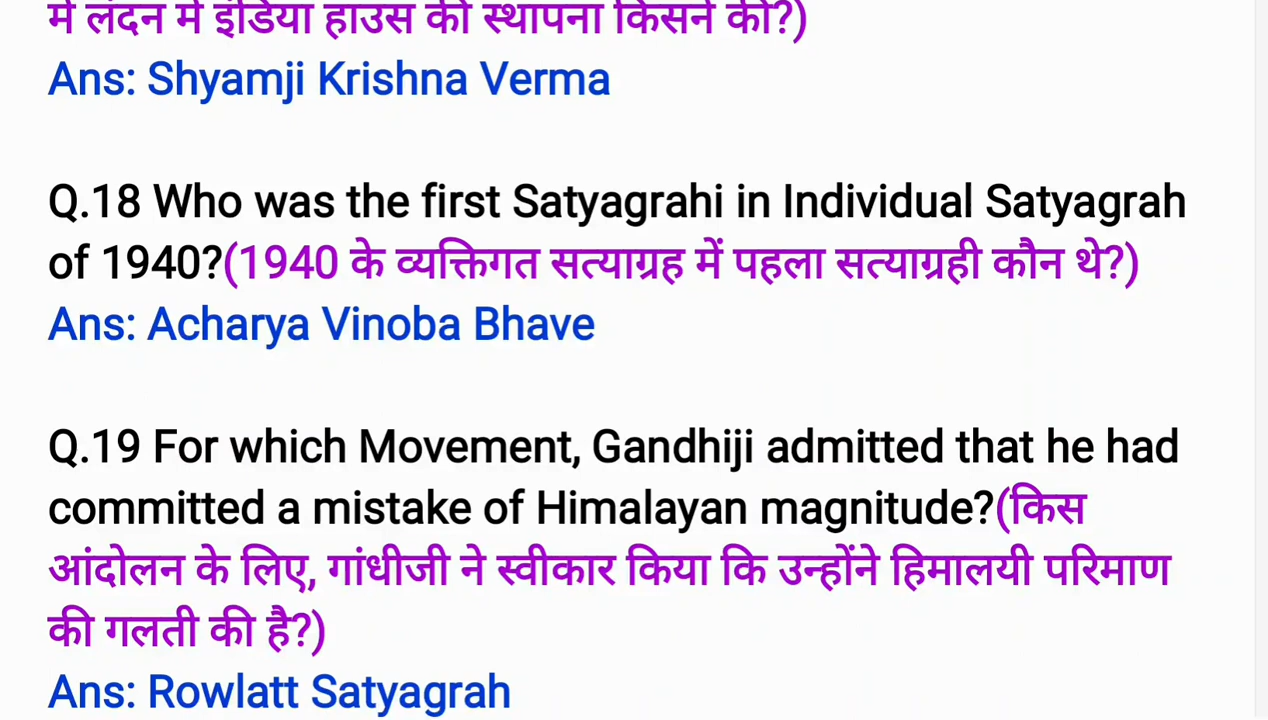 में लंदन में इंडिया हाउस की स्थापना किसने की?)
Ans: Shyamji Krishna Verma
Q.18 Who was the first Satyagrahi in Individual Satyagrah
of 1940?(1940 के व्यक्तिगत सत्याग्रह में पहला सत्याग्रही कौन थे?)
Ans: Acharya Vinoba Bhave
Q.19 For which Movement, Gandhiji admitted that he had
committed a mistake of Himalayan magnitude?(किस
आंदोलन के लिए, गांधीजी ने स्वीकार किया कि उन्होंने हिमालयी परिमाण
की गलती की है?)
Ans: Rowlatt Satyagrah